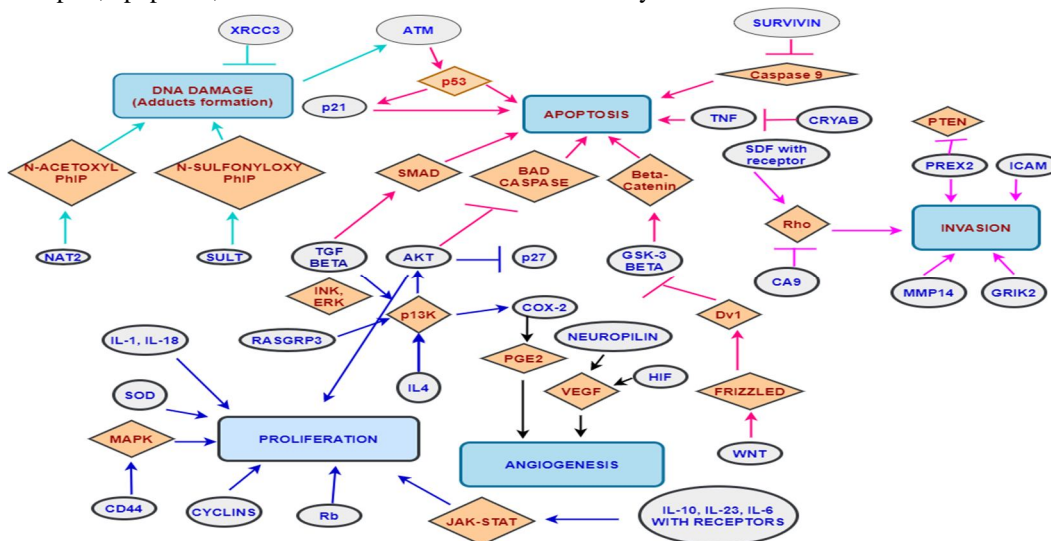 XRCC3
ATM
SURVIVIN
DNA DAMAGE
(Adducts formation)
p53
Caspase 9
p21
APOPTOSIS
TNF
CRYAB
PTEN
N-ACETOXYL
PhIP
N-SULFONYLOXY
PhIP
SMAD
BAD
CASPASE
Beta-
Catenin
SDF with
receptor
PREX2
ICAM
Rho
INVASION
NAT2
SULT
TGF
BETA
AKT
p27
GSK-3
BETA
CA9
MMP14
GRIK2
INK,
ERK
p13K
COX-2
Dv1
IL-1, IL-18
RASGRP3
NEUROPILIN
PGE2
SOD
IL4
VEGF
HIF
FRIZZLED
MAPK
PROLIFERATION
WNT
ANGIOGENESIS
CD44
CYCLINS
Rb
JAK-STAT
IL-10, IL-23, IL-6
WITH RECEPTORS